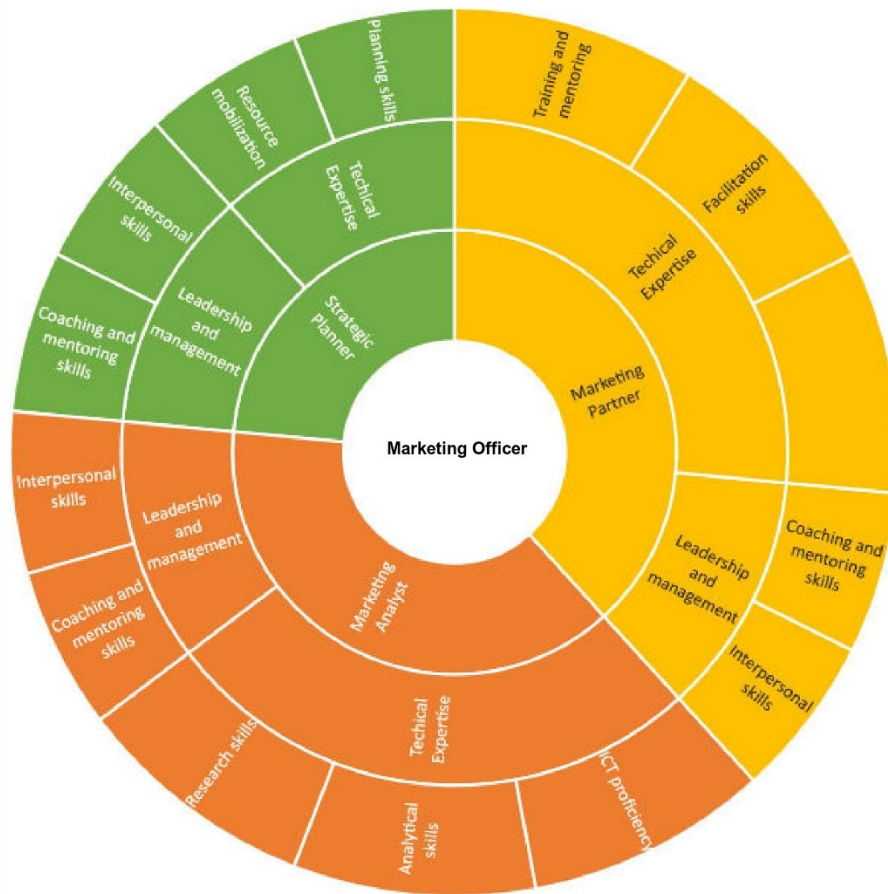 Marketing Officer
Marketing
Partner
Techical
Expertise
Training and
mentoring
Facilitation
skills
Leadership
and
management
Coaching and
mentoring
skills
Interpersonal
skills
Marketing
Analyst
Techical
Expertise
ICT proficiency
Analytical
skills
Research skills
Leadership
and
management
Coaching and
mentoring
skills
Interpersonal
skills
Strategic
Planner
Leadership
and
management
Coaching and
mentoring
skills
Interpersonal
skills
Techical
Expertise
Resource
mobilization
Planning skills